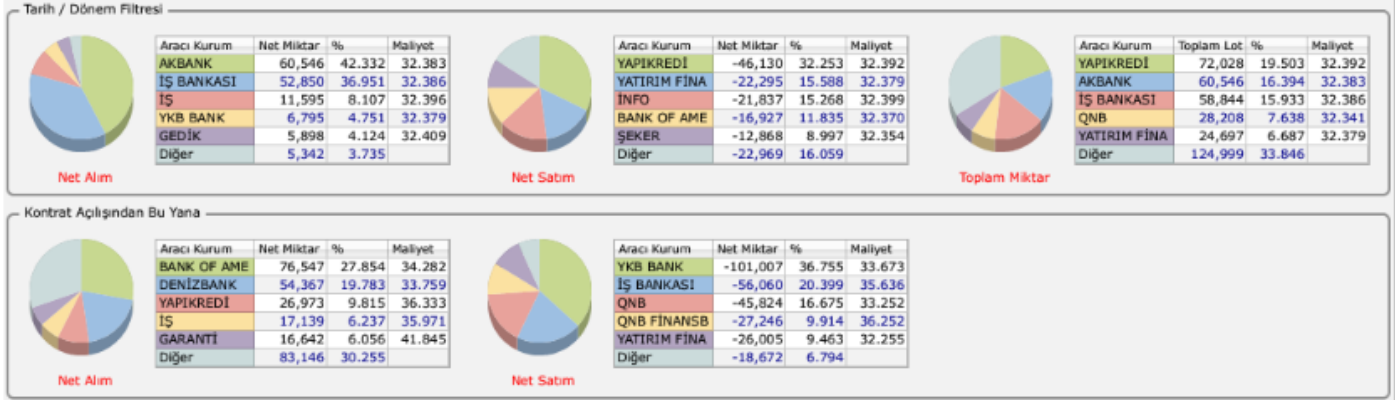 Tarih / Dönem Filtresi
Aracı Kurum Net Miktar % Maliyet
AKBANK 60,546 42.332 32.383
İŞ BANKASI 52,850 36.951 32.386
İŞ 11,595 8.107 32.396
YKB BANK 6,795 4.751 32.379
GEDİK 5,898 4.124 32.409
Diğer 5,342 3.735
Net Alım
Aracı Kurum Net Miktar % Maliyet
YAPIKREDİ -46,130 32.253 32.392
YATIRIM FİNA -22,295 15.588 32.379
İNFO -21,837 15.268 32.399
BANK OF AME -16,927 11.835 32.370
ŞEKER -12,868 8.997 32.354
Diğer -22,969 16.059
Net Satım
Aracı Kurum Toplam Lot % Maliyet
YAPIKREDİ 72,028 19.503 32.392
AKBANK 60,546 16.394 32.383
İŞ BANKASI 58,844 15.933 32.386
QNB 28,208 7.638 32.341
YATIRIM FİNA 24,697 6.687 32.379
Diğer 124,999 33.846
Toplam Miktar
Kontrat Açılışından Bu Yana
Aracı Kurum Net Miktar % Maliyet
BANK OF AME 76,547 27.854 34.282
DENİZBANK 54,367 19.783 33.759
YAPIKREDİ 26,973 9.815 36.333
İŞ 17,139 6.237 35.971
GARANTİ 16,642 6.056 41.845
Diğer 83,146 30.255
Net Alım
Aracı Kurum Net Miktar % Maliyet
YKB BANK -101,007 36.755 33.673
İŞ BANKASI -56,060 20.399 35.636
QNB -45,824 16.675 33.252
QNB FİNANSB -27,246 9.914 36.252
YATIRIM FİNA -26,005 9.463 32.255
Diğer -18,672 6.794
Net Satım